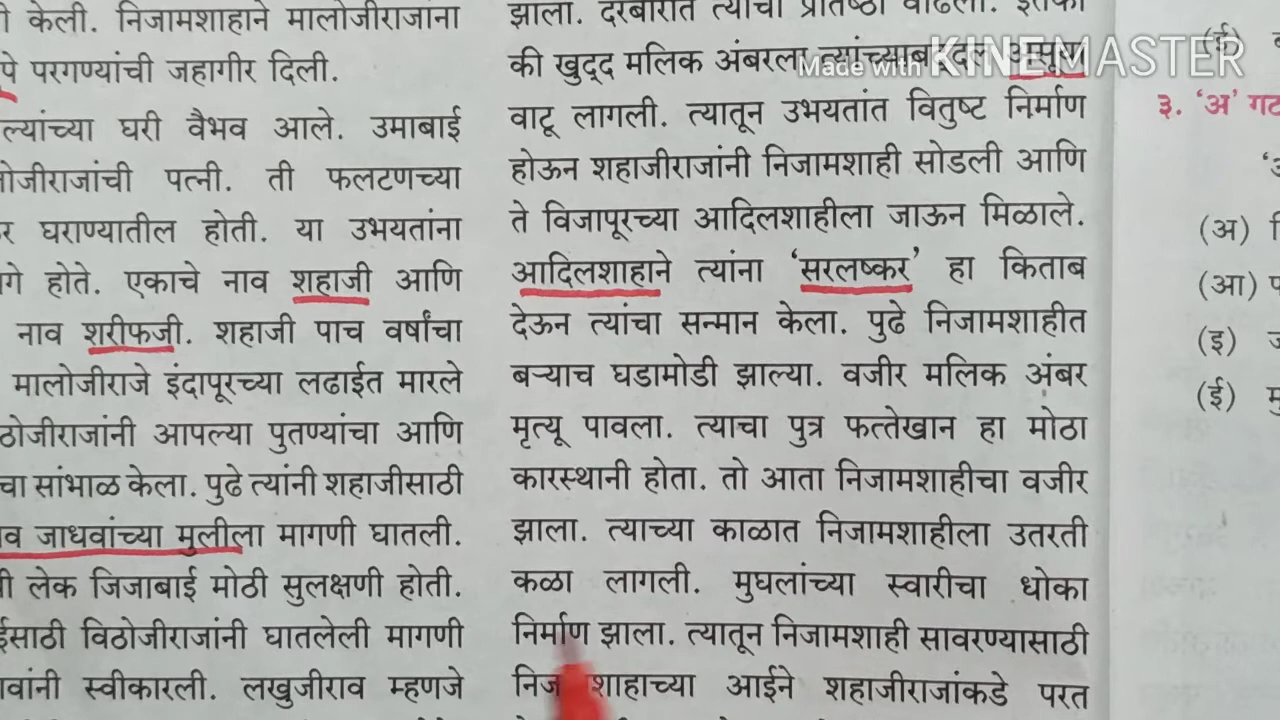 केली. निजामशाहाने मालोजीराजांना
परगण्यांची जहागीर दिली.
घरी वैभव आले. उमाबाई
पत्नी. ती फलटणच्या
घराण्यातील होती. या उभयतांना
होते. एकाचे नाव शहाजी आणि
नाव शरीफजी. शहाजी पाच वर्षांचा
मालोजीराजे इंदापूरच्या लढाईत मारले
आपल्या पुतण्यांचा आणि
सांभाळ केला. पुढे त्यांनी शहाजीसाठी
जाधवांच्या मुलीला मागणी घातली.
लेक जिजाबाई मोठी सुलक्षणी होती.
विठोजीराजांनी घातलेली मागणी
स्वीकारली. लखुजीराव म्हणजे
झाला. दरबारात त्यांची प्रतिष्ठा वाढली. इतकी
की खुद्द मलिक अंबरला त्यांच्याबद्दल असूया
वाटू लागली. त्यातून उभयतांत वितुष्ट निर्माण
होऊन शहाजीराजांनी निजामशाही सोडली आणि
ते विजापूरच्या आदिलशाहीला जाऊन मिळाले.
आदिलशाहाने त्यांना ‘सरलष्कर’ हा किताब
देऊन त्यांचा सन्मान केला. पुढे निजामशाहीत
बऱ्याच घडामोडी झाल्या. वजीर मलिक अंबर
मृत्यू पावला. त्याचा पुत्र फत्तेखान हा मोठा
कारस्थानी होता. तो आता निजामशाहीचा वजीर
झाला. त्याच्या काळात निजामशाहीला उतरती
कळा लागली. मुघलांच्या स्वारीचा धोका
निर्माण झाला. त्यातून निजामशाही सावरण्यासाठी
आईने शहाजीराजांकडे परत
(ई)
३. ‘अ’ गट
(अ)
(आ)
(इ)
(ई)
Made with KINEMASTER